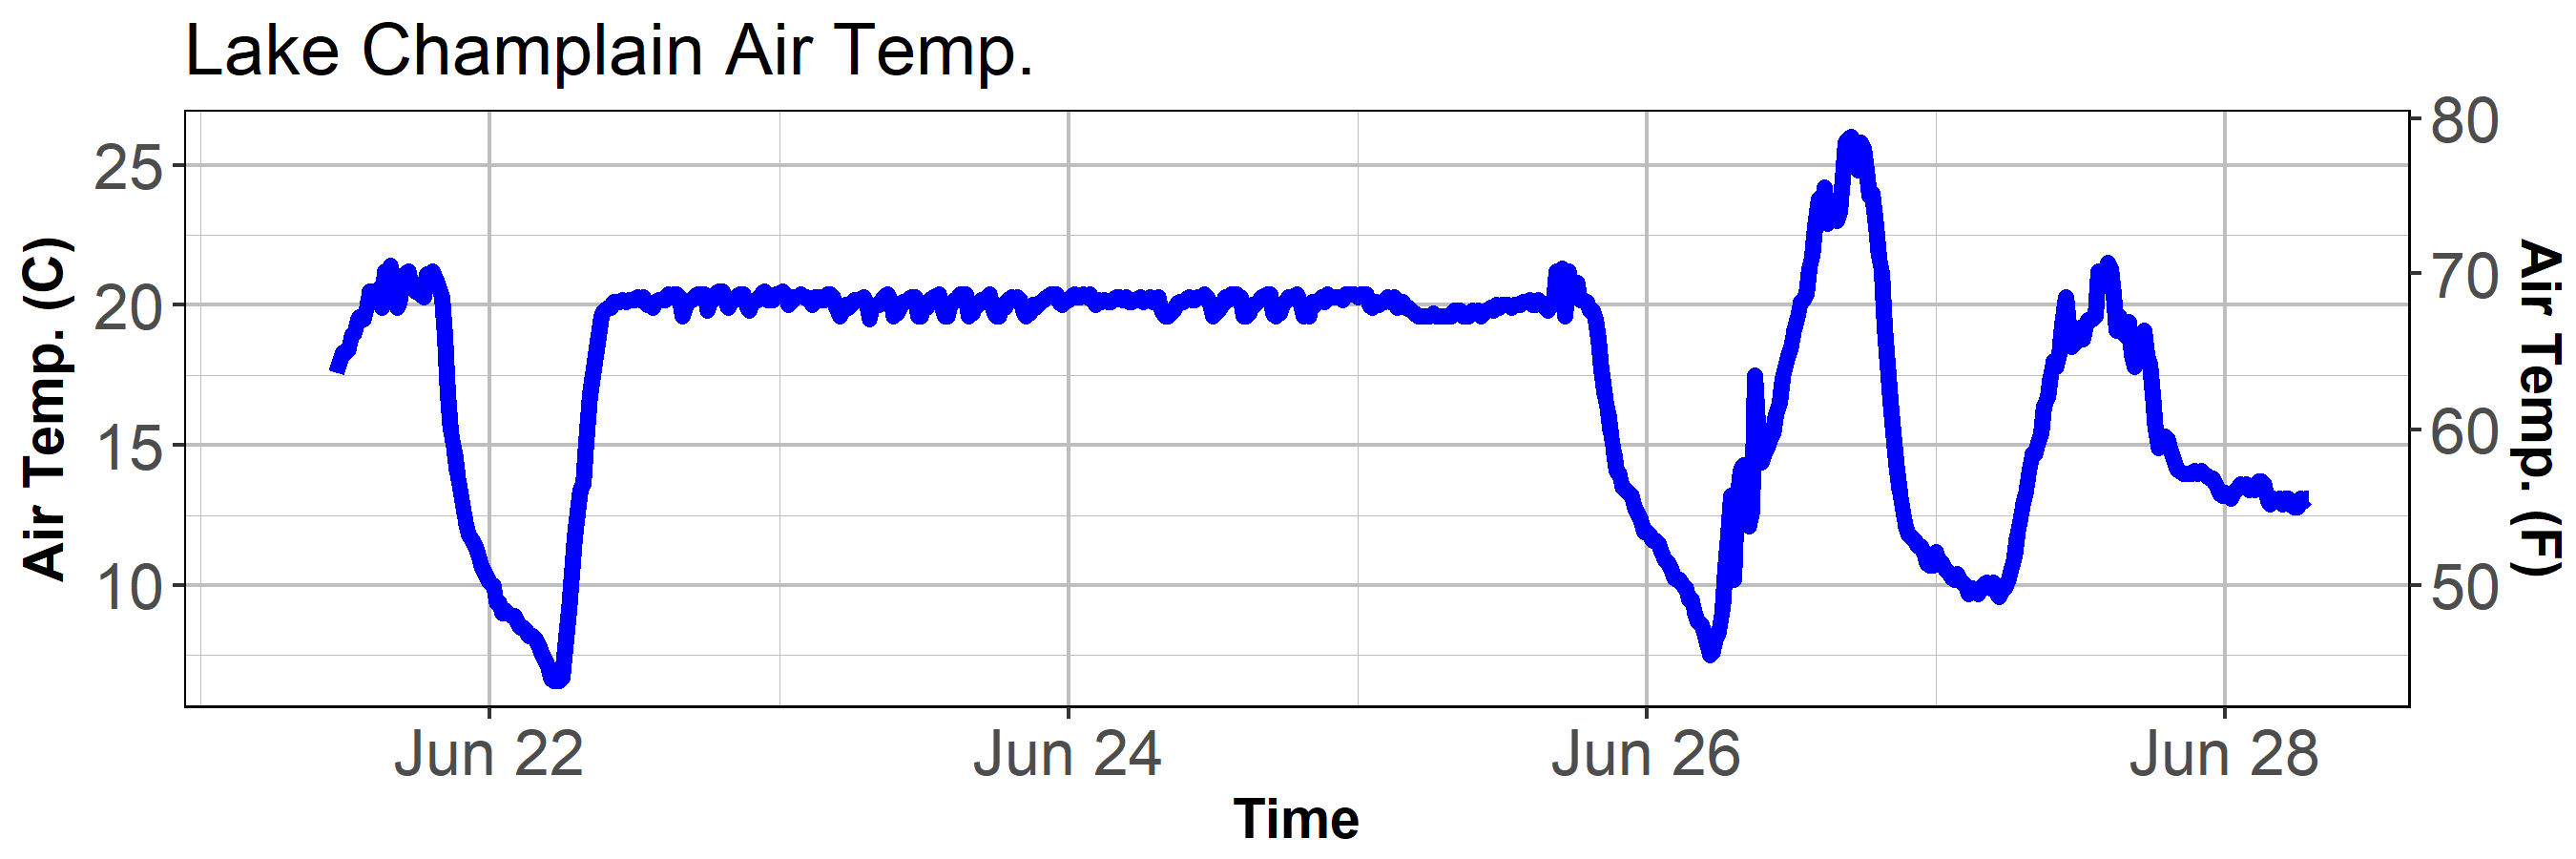 Lake Champlain Air Temp.
80
25
70
20
60
15
50
10
Air Temp. (C)
Air Temp. (F)
Jun 22
Jun 24
Jun 26
Jun 28
Time